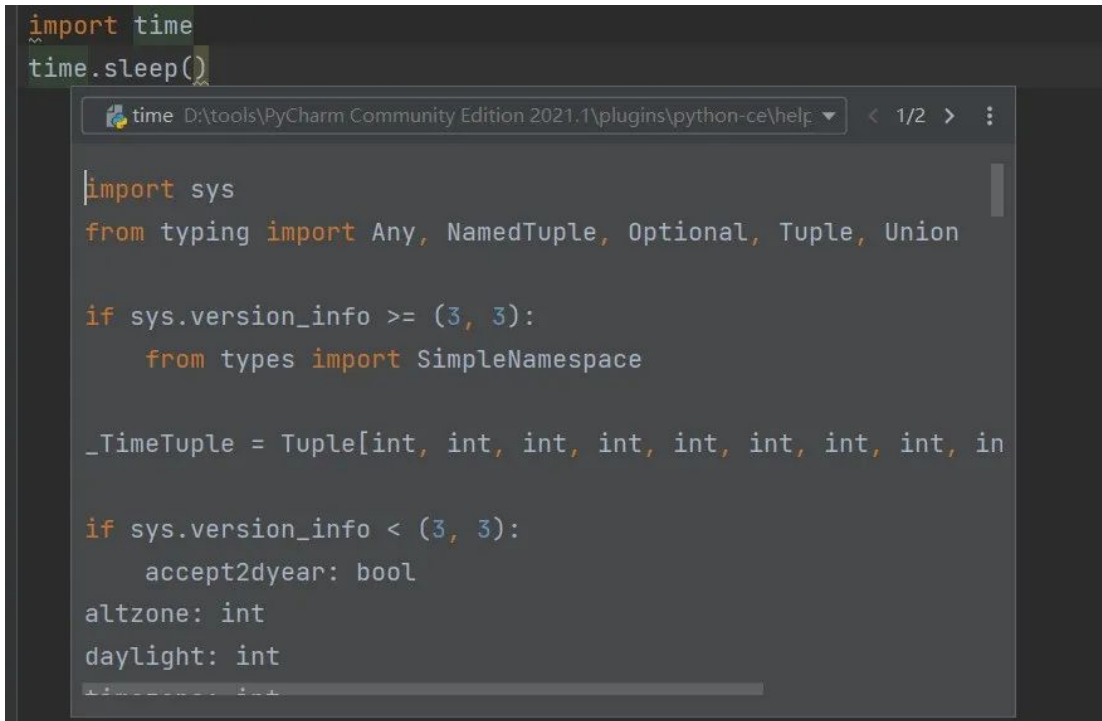 import time
time.sleep()
time D:\tools\PyCharm Community Edition 2021.1\plugins\python-ce\help
1/2
import sys
from typing import Any, NamedTuple, Optional, Tuple, Union
if sys.version_info >= (3, 3):
    from types import SimpleNamespace
_TimeTuple = Tuple[int, int, int, int, int, int, int, int, in
if sys.version_info < (3, 3):
    accept2dyear: bool
altzone: int
daylight: int